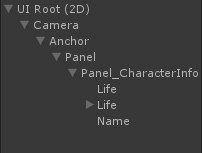 UI Root (2D)
Camera
Anchor
Panel
Panel_CharacterInfo
Life
Life
Name